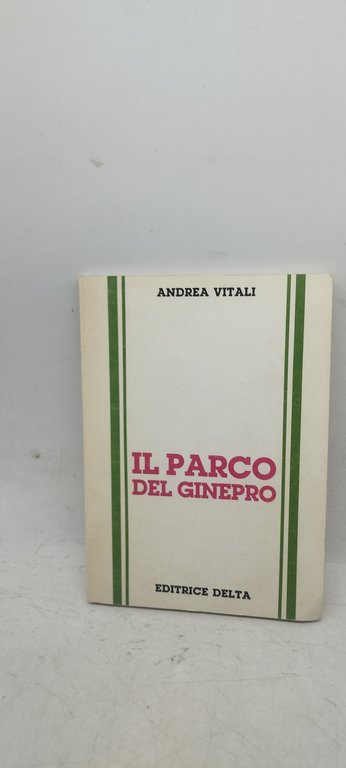 ANDREA VITALI
IL PARCO
DEL GINEPRO
EDITRICE DELTA